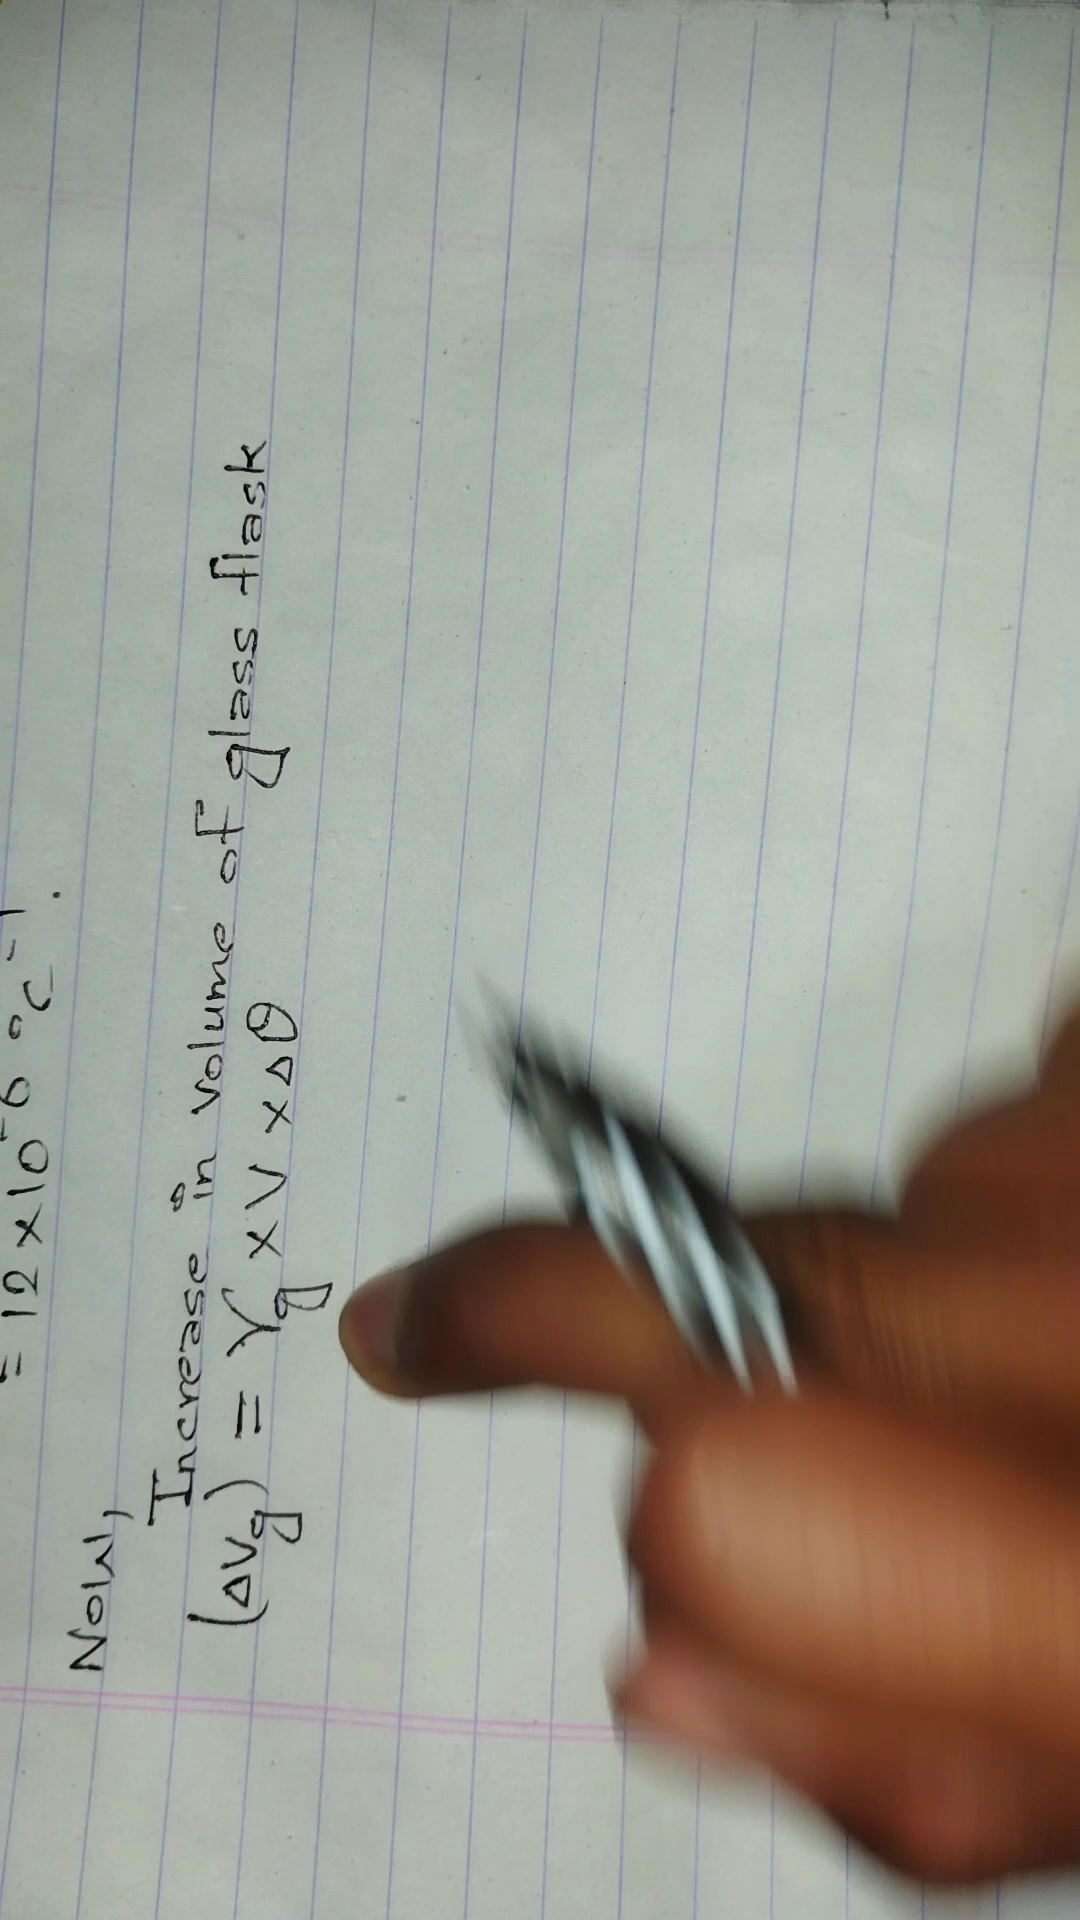 = 12 × 10⁻⁶ °C⁻¹.
Now,
Increase in volume of glass flask
(ΔVg) = γg × V × Δθ